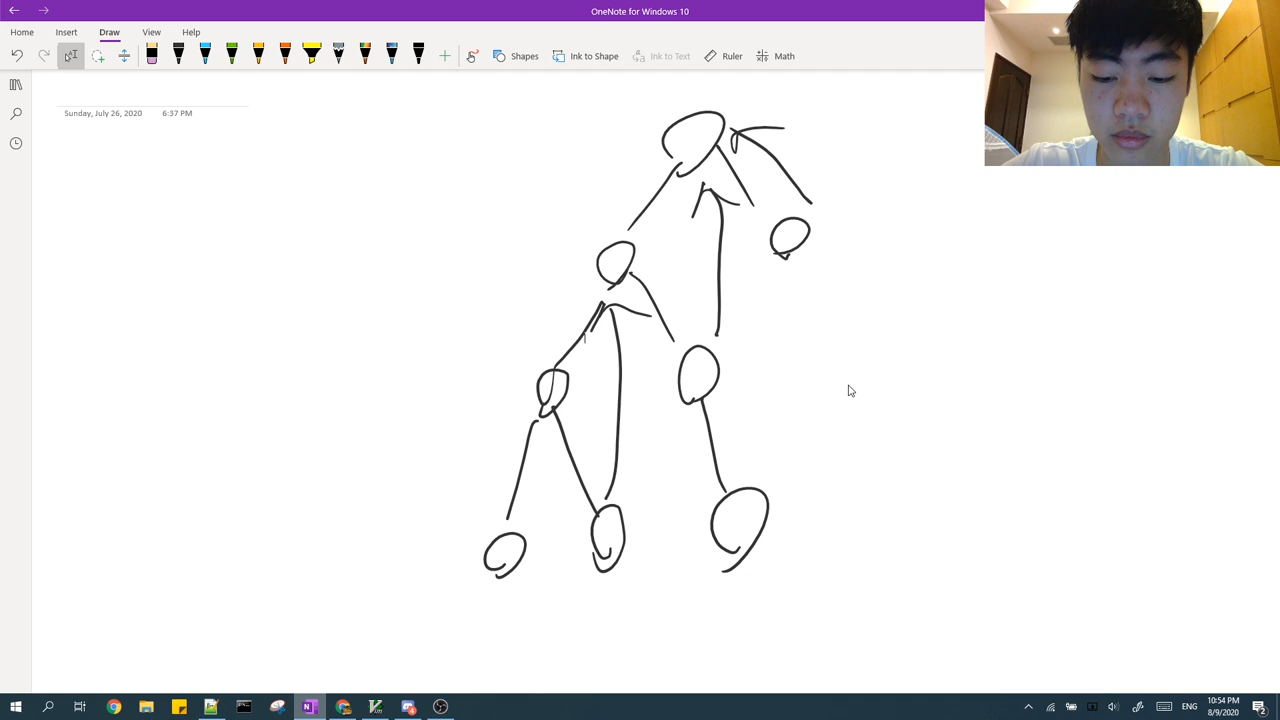 OneNote for Windows 10
Home Insert Draw View Help
Shapes Ink to Shape Ink to Text Ruler Math
Sunday, July 26, 2020 6:37 PM
ENG 10:54 PM
8/9/2020